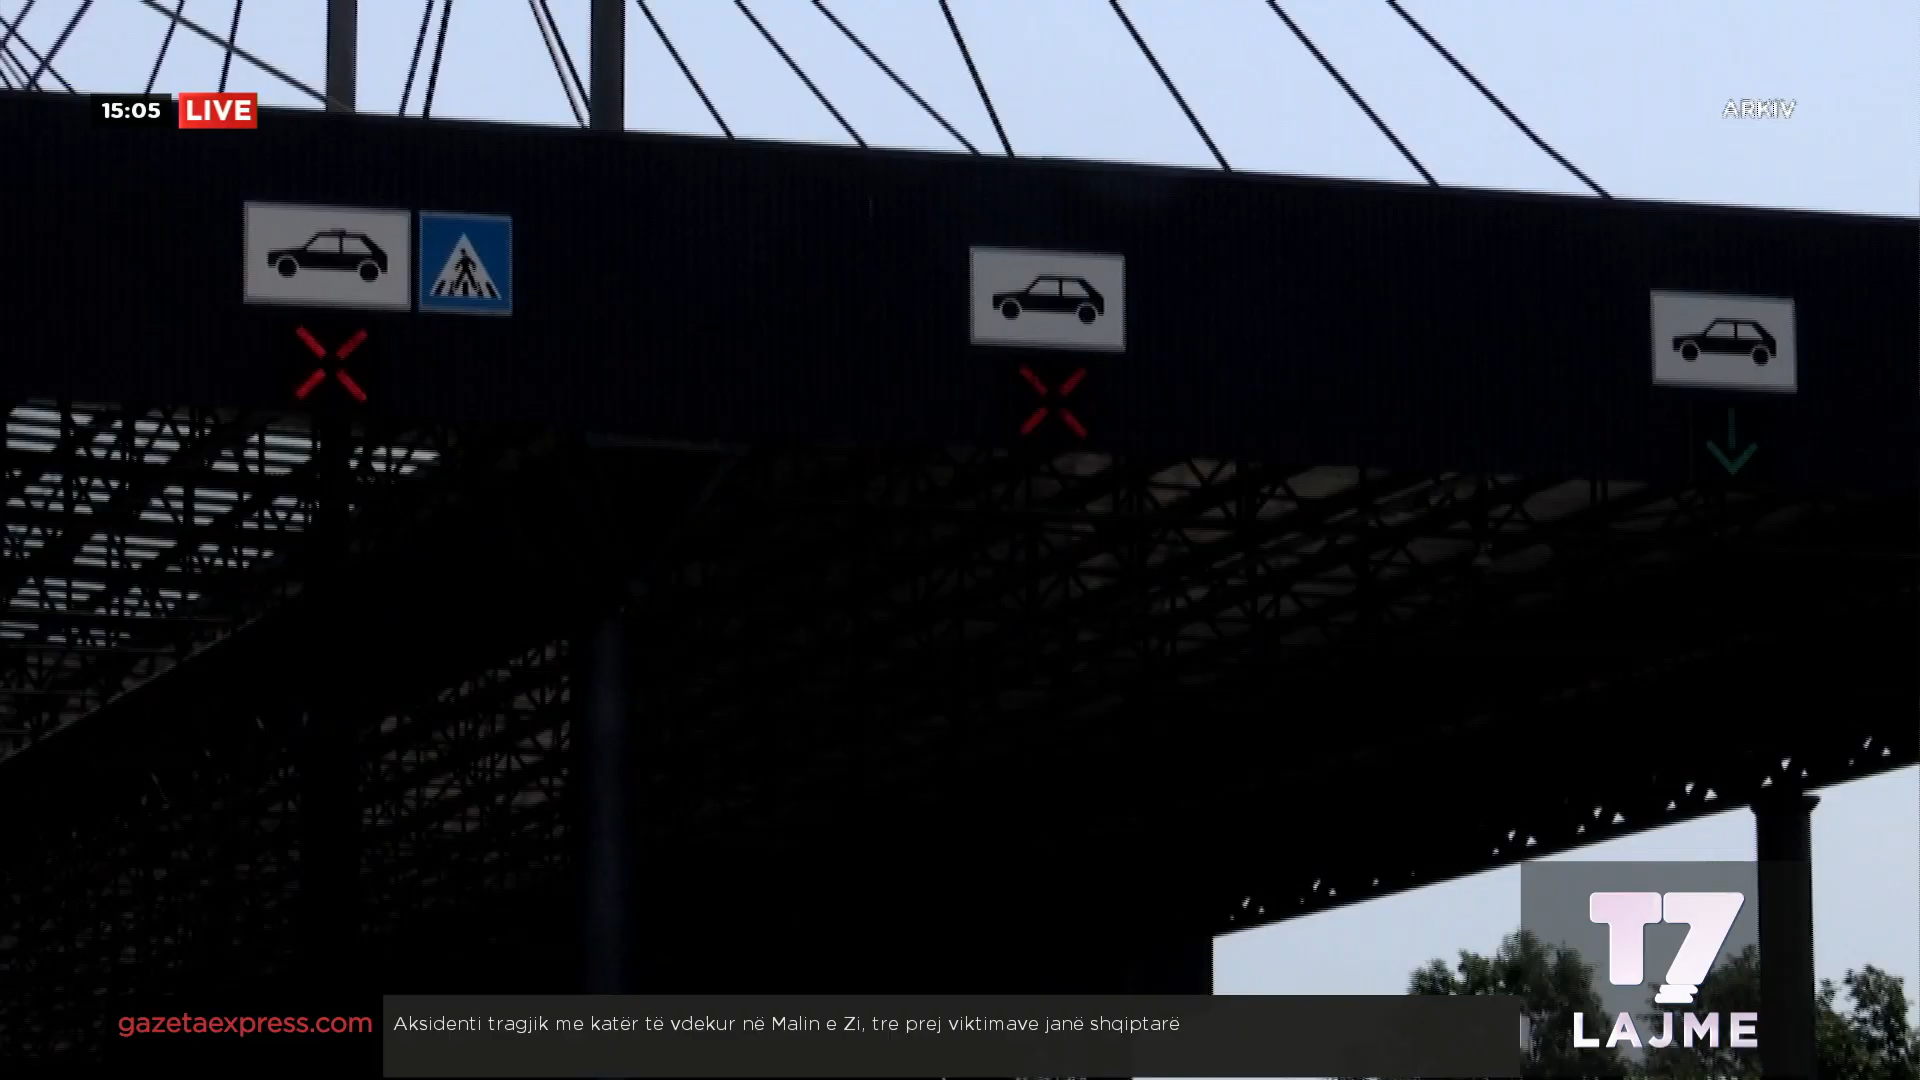 15:05 LIVE
ARKIV
T7
LAJME
gazetaexpress.com
Aksidenti tragjik me katër të vdekur në Malin e Zi, tre prej viktimave janë shqiptarë